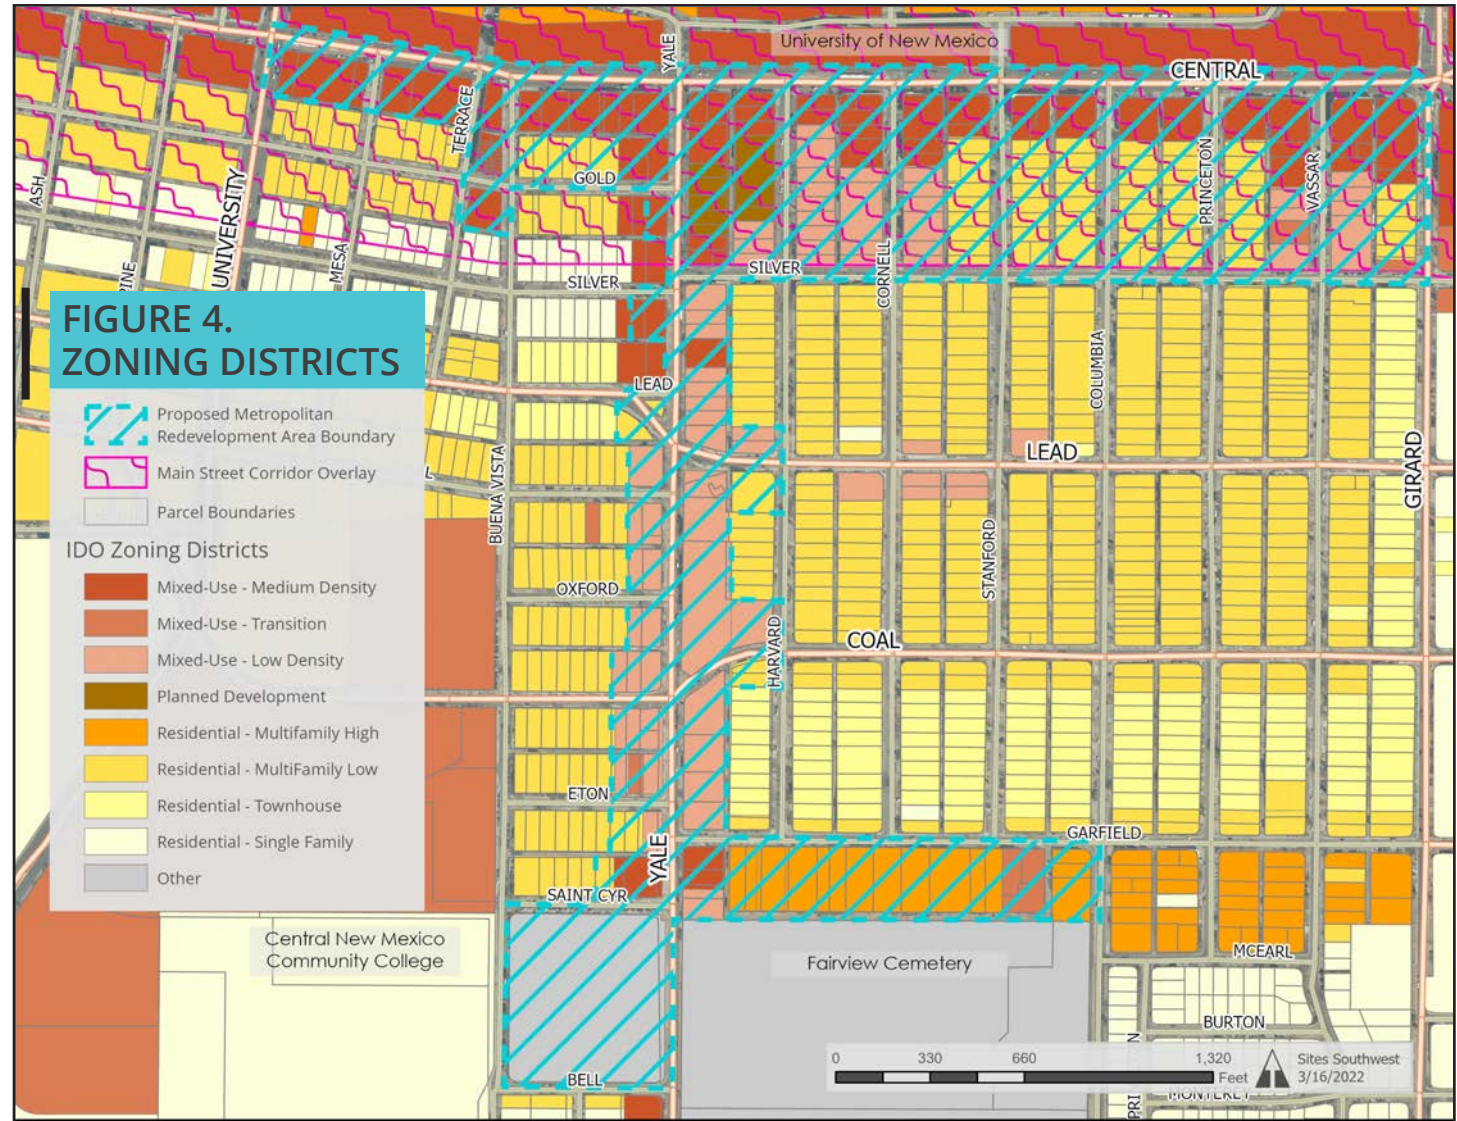 University of New Mexico
CENTRAL
YALE
TERRACE
PRINCETON
VASSAR
GOLD
ASH
UNIVERSITY
MESA
CORNELL
SILVER
SILVER
PINE
FIGURE 4.
ZONING DISTRICTS
Proposed Metropolitan
Redevelopment Area Boundary
Main Street Corridor Overlay
Parcel Boundaries
IDO Zoning Districts
Mixed-Use - Medium Density
Mixed-Use - Transition
Mixed-Use - Low Density
Planned Development
Residential - Multifamily High
Residential - MultiFamily Low
Residential - Townhouse
Residential - Single Family
Other
LEAD
COLUMBIA
LEAD
GIRARD
BUENA VISTA
L
STANFORD
OXFORD
HARVARD
COAL
ETON
YALE
GARFIELD
SAINT CYR
Central New Mexico
Community College
Fairview Cemetery
MCEARL
BURTON
BELL
0 330 660 1,320
Feet
Sites Southwest
3/16/2022
MONTEREY